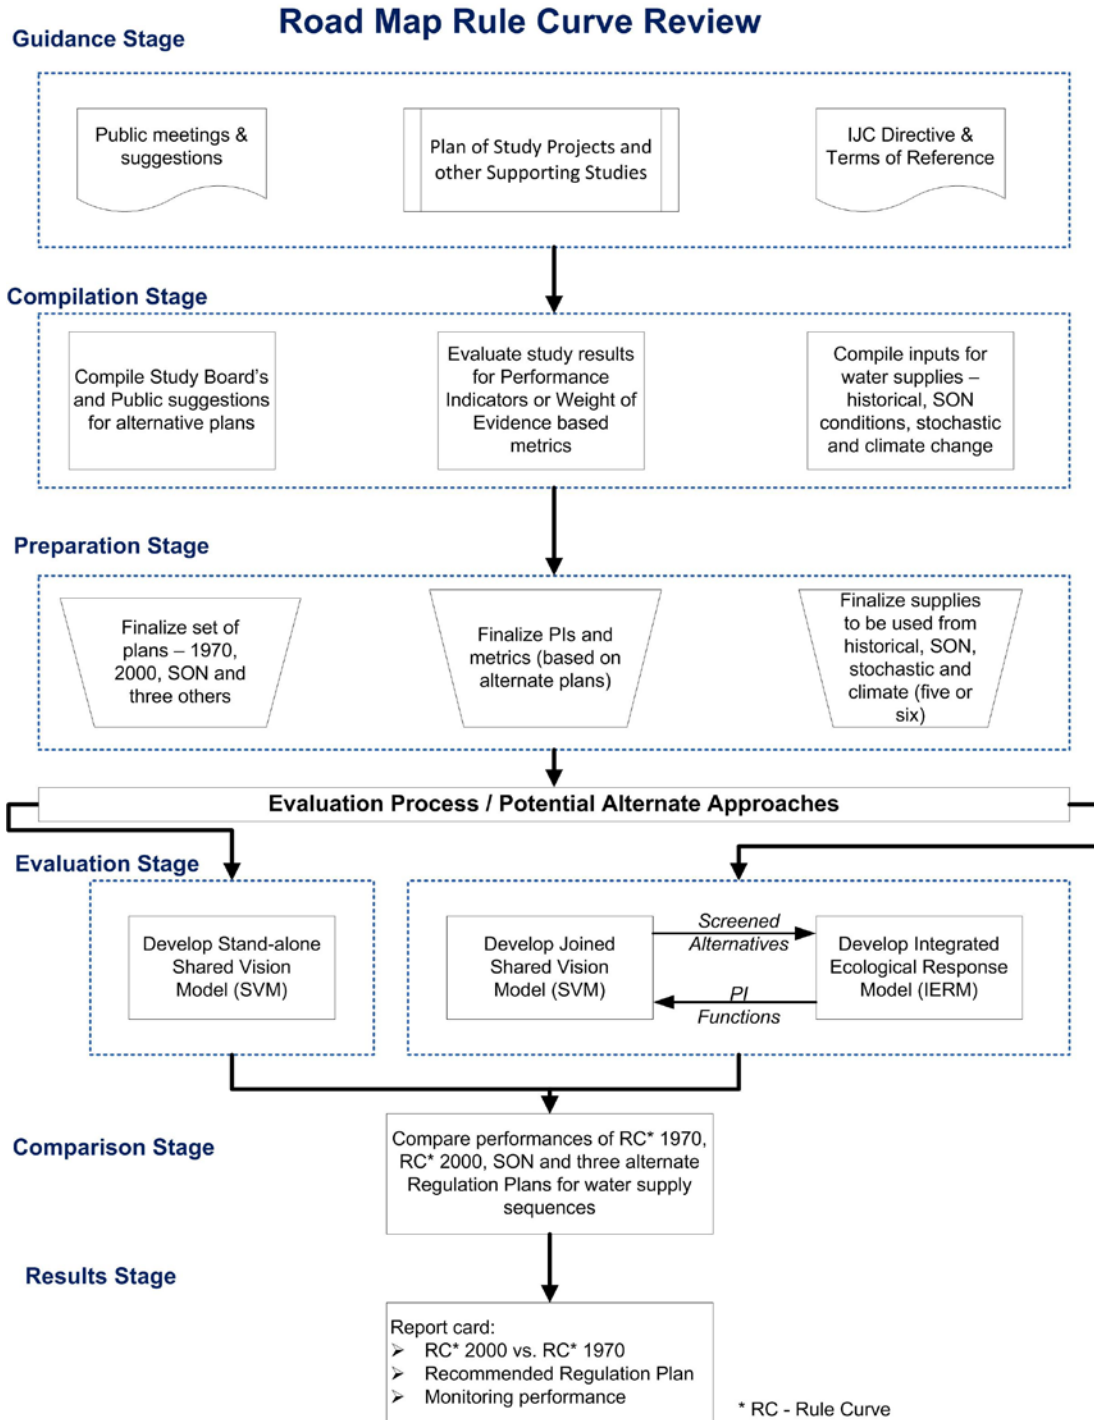 Road Map Rule Curve Review
Guidance Stage
Public meetings &
suggestions
Plan of Study Projects and
other Supporting Studies
IJC Directive &
Terms of Reference
Compilation Stage
Compile Study Board's
and Public suggestions
for alternative plans
Evaluate study results
for Performance
Indicators or Weight of
Evidence based
metrics
Compile inputs for
water supplies –
historical, SON
conditions, stochastic
and climate change
Preparation Stage
Finalize set of
plans – 1970,
2000, SON and
three others
Finalize PIs and
metrics (based on
alternate plans)
Finalize supplies
to be used from
historical, SON,
stochastic and
climate (five or
six)
Evaluation Process / Potential Alternate Approaches
Evaluation Stage
Develop Stand-alone
Shared Vision
Model (SVM)
Develop Joined
Shared Vision
Model (SVM)
Screened
Alternatives
PI
Functions
Develop Integrated
Ecological Response
Model (IERM)
Comparison Stage
Compare performances of RC* 1970,
RC* 2000, SON and three alternate
Regulation Plans for water supply
sequences
Results Stage
Report card:
➢ RC* 2000 vs. RC* 1970
➢ Recommended Regulation Plan
➢ Monitoring performance
* RC - Rule Curve